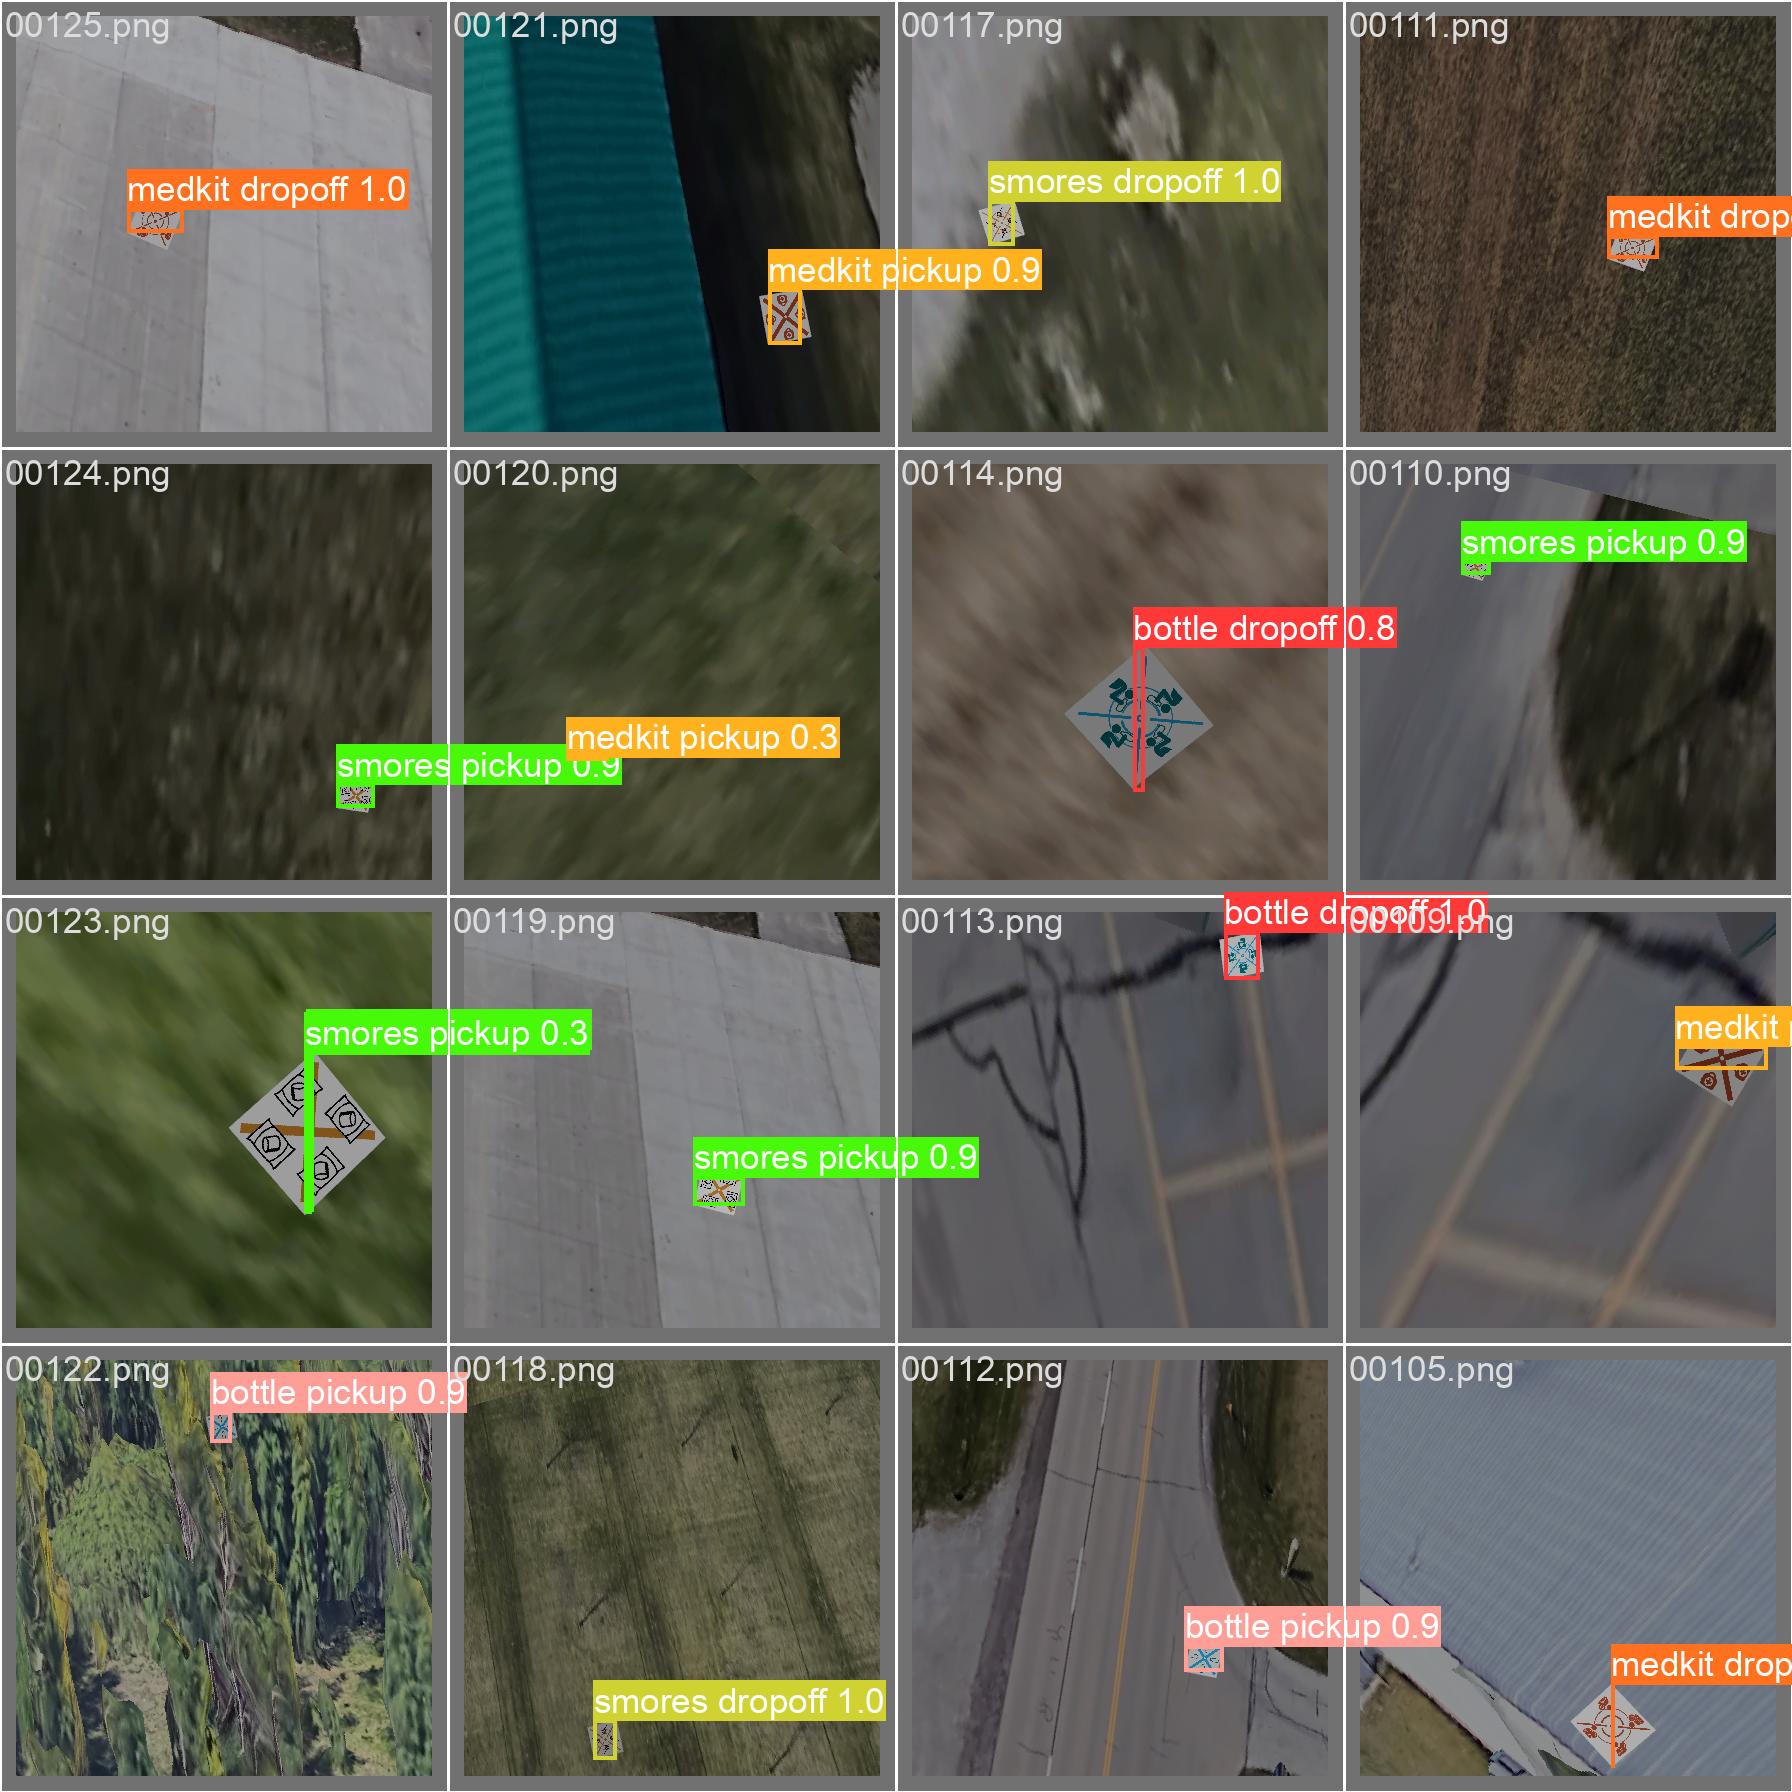 00125.png
medkit dropoff 1.0
00121.png
medkit pickup 0.9
00117.png
smores dropoff 1.0
00111.png
medkit drop
00124.png
smores pickup 0.9
00120.png
medkit pickup 0.3
00114.png
bottle dropoff 0.8
00110.png
smores pickup 0.9
00123.png
smores pickup 0.3
00119.png
smores pickup 0.9
00113.png
bottle dropoff 1.0
00109.png
medkit
00122.png
bottle pickup 0.9
00118.png
smores dropoff 1.0
00112.png
bottle pickup 0.9
00105.png
medkit drop